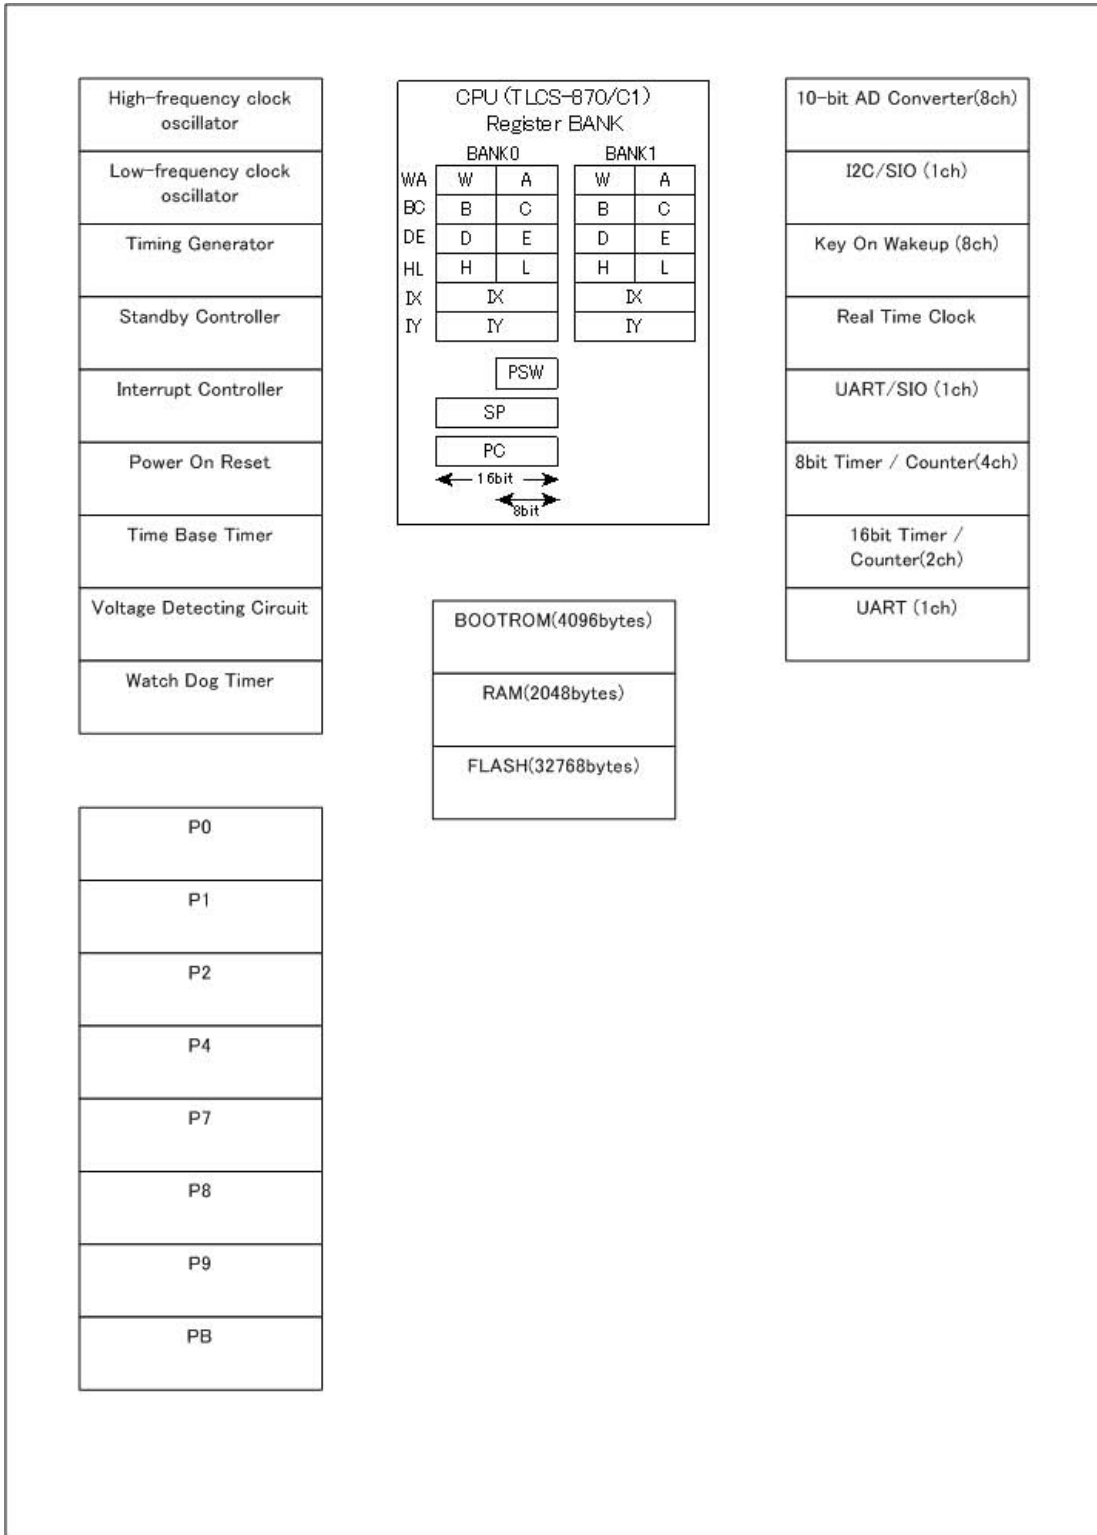 High-frequency clock
oscillator
Low-frequency clock
oscillator
Timing Generator
Standby Controller
Interrupt Controller
Power On Reset
Time Base Timer
Voltage Detecting Circuit
Watch Dog Timer
P0
P1
P2
P4
P7
P8
P9
PB
CPU (TLCS-870/C1)
Register BANK
BANK0 BANK1
WA W A W A
BC B C B C
DE D E D E
HL H L H L
IX IX IX
IY IY IY
PSW
SP
PC
16bit
8bit
BOOTROM(4096bytes)
RAM(2048bytes)
FLASH(32768bytes)
10-bit AD Converter(8ch)
I2C/SIO (1ch)
Key On Wakeup (8ch)
Real Time Clock
UART/SIO (1ch)
8bit Timer / Counter(4ch)
16bit Timer /
Counter(2ch)
UART (1ch)